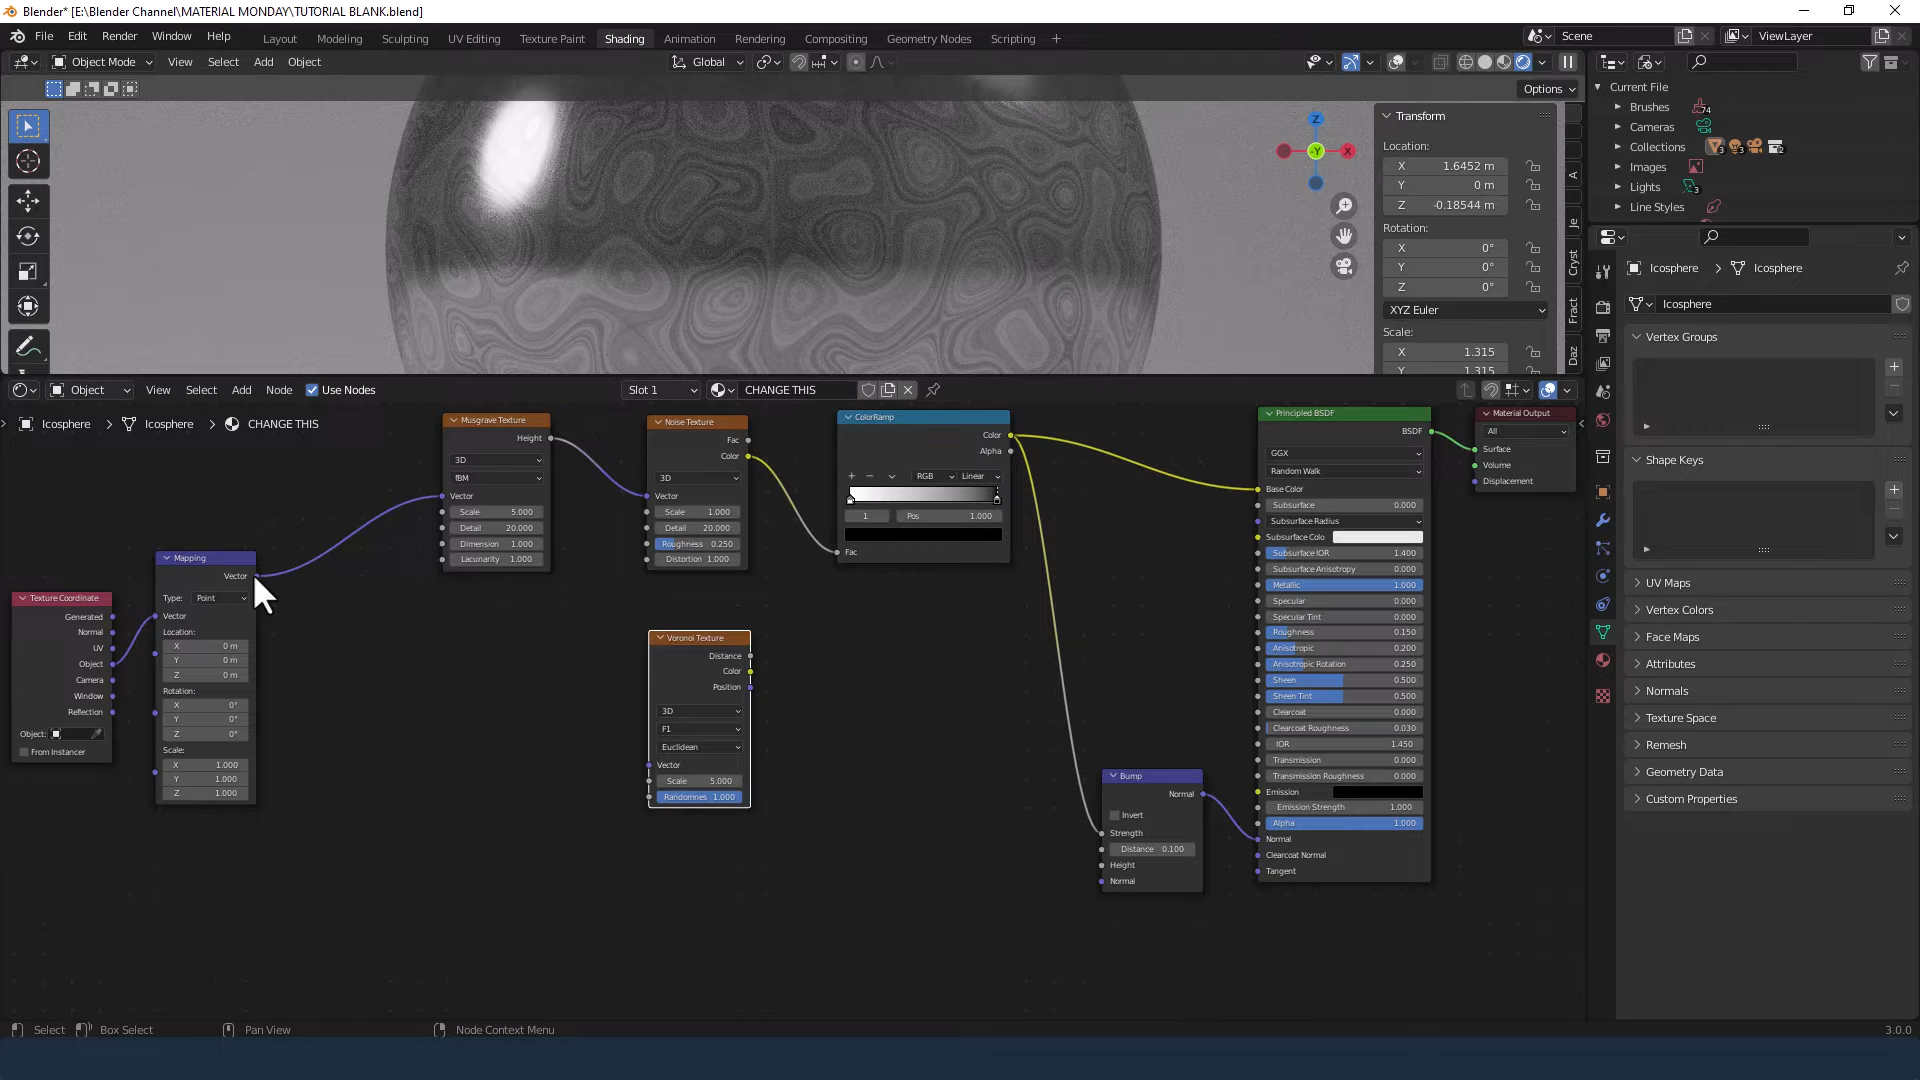 Blender* [E:\Blender Channel\MATERIAL MONDAY\TUTORIAL BLANK.blend]
File Edit Render Window Help
Layout Modeling Sculpting UV Editing Texture Paint Shading Animation Rendering Compositing Geometry Nodes Scripting +
Scene
ViewLayer
Object Mode View Select Add Object
Global
Options
Transform
Location:
X 1.6452 m
Y 0 m
Z -0.18544 m
Rotation:
X 0°
Y 0°
Z 0°
XYZ Euler
Scale:
X 1.315
1.315
Z
X
-Y
A
Je
Cryst
Fract
Daz
Current File
Brushes
74
Cameras
Collections
3
3
2
Images
Lights
3
Line Styles
Icosphere > Icosphere
Icosphere
Vertex Groups
Shape Keys
UV Maps
Vertex Colors
Face Maps
Attributes
Normals
Texture Space
Remesh
Geometry Data
Custom Properties
Object View Select Add Node Use Nodes
Slot 1
CHANGE THIS
Icosphere > Icosphere > CHANGE THIS
Texture Coordinate
Generated
Normal
UV
Object
Camera
Window
Reflection
Object:
From Instancer
Mapping
Vector
Type: Point
Vector
Location:
X 0 m
Y 0 m
Z 0 m
Rotation:
X 0°
Y 0°
Z 0°
Scale:
X 1.000
Y 1.000
Z 1.000
Musgrave Texture
Height
3D
fBM
Vector
Scale 5.000
Detail 20.000
Dimension 1.000
Lacunarity 1.000
Noise Texture
Fac
Color
3D
Vector
Scale 1.000
Detail 20.000
Roughness 0.250
Distortion 1.000
Voronoi Texture
Distance
Color
Position
3D
F1
Euclidean
Vector
Scale 5.000
Randomnes 1.000
ColorRamp
Color
Alpha
RGB Linear
1 Pos 1.000
Fac
Bump
Normal
Invert
Strength
Distance 0.100
Height
Normal
Principled BSDF
BSDF
GGX
Random Walk
Base Color
Subsurface 0.000
Subsurface Radius
Subsurface Colo
Subsurface IOR 1.400
Subsurface Anisotropy 0.000
Metallic 1.000
Specular 0.000
Specular Tint 0.000
Roughness 0.150
Anisotropic 0.200
Anisotropic Rotation 0.250
Sheen 0.500
Sheen Tint 0.500
Clearcoat 0.000
Clearcoat Roughness 0.030
IOR 1.450
Transmission 0.000
Transmission Roughness 0.000
Emission
Emission Strength 1.000
Alpha 1.000
Normal
Clearcoat Normal
Tangent
Material Output
All
Surface
Volume
Displacement
Select Box Select Pan View Node Context Menu
3.0.0